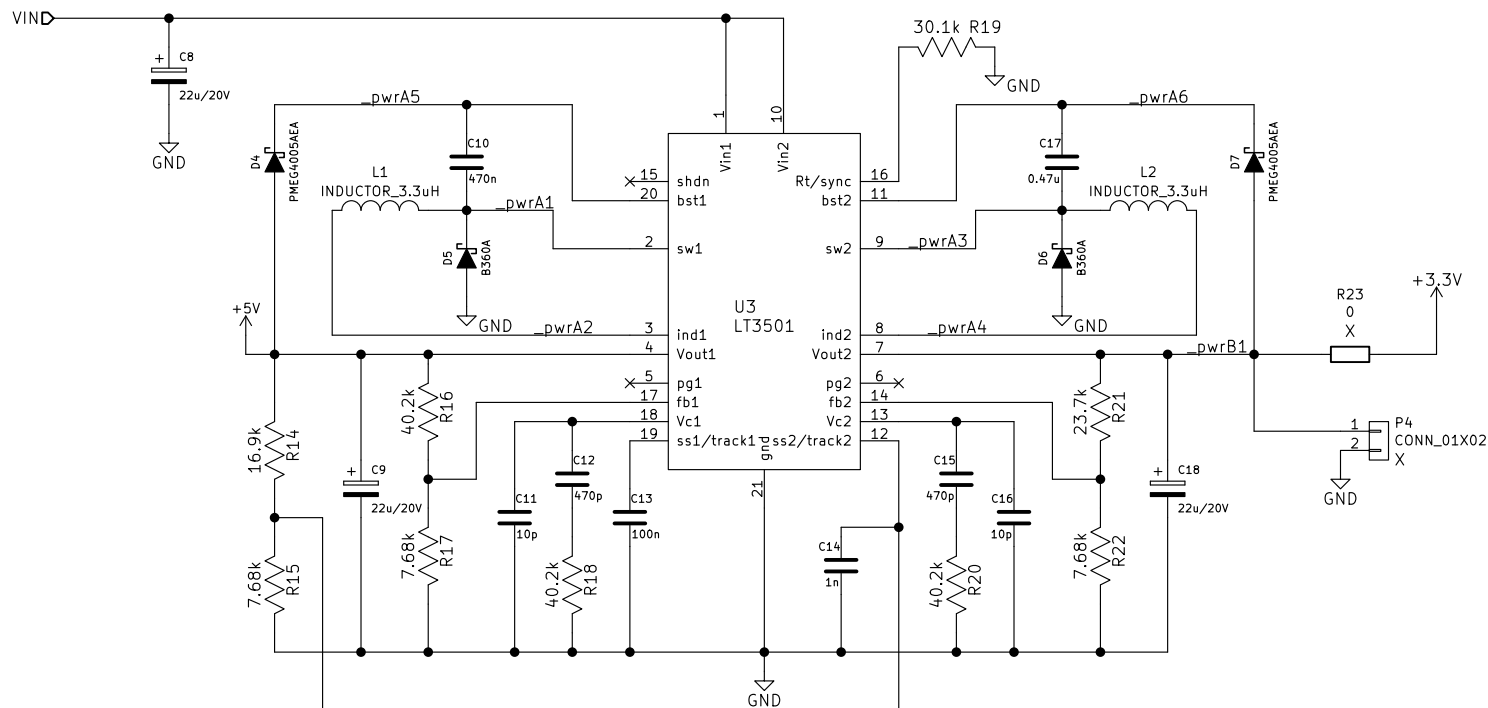 VIN
C8
+
22u/20V
GND
30.1k R19
GND
_pwrA5
_pwrA6
D4
PMEG4005AEA
C10
470n
L1
INDUCTOR_3.3uH
_pwrA1
D5
B360A
GND
_pwrA2
+5V
1
10
Vin1
Vin2
15
shdn
20
bst1
2
sw1
3
ind1
4
Vout1
5
pg1
17
fb1
18
Vc1
19
ss1/track1
U3
LT3501
gnd
21
Rt/sync
16
bst2
11
sw2
9
ind2
8
Vout2
7
pg2
6
fb2
14
Vc2
13
ss2/track2
12
C17
0.47u
L2
INDUCTOR_3.3uH
_pwrA3
D6
B360A
GND
_pwrA4
D7
PMEG4005AEA
_pwrB1
R23
0
X
+3.3V
P4
CONN_01X02
X
1
2
GND
16.9k
R14
7.68k
R15
+
C9
22u/20V
40.2k
R16
7.68k
R17
C11
10p
C12
470p
40.2k
R18
C13
100n
C14
1n
C15
470p
40.2k
R20
C16
10p
23.7k
R21
7.68k
R22
+
C18
22u/20V
GND